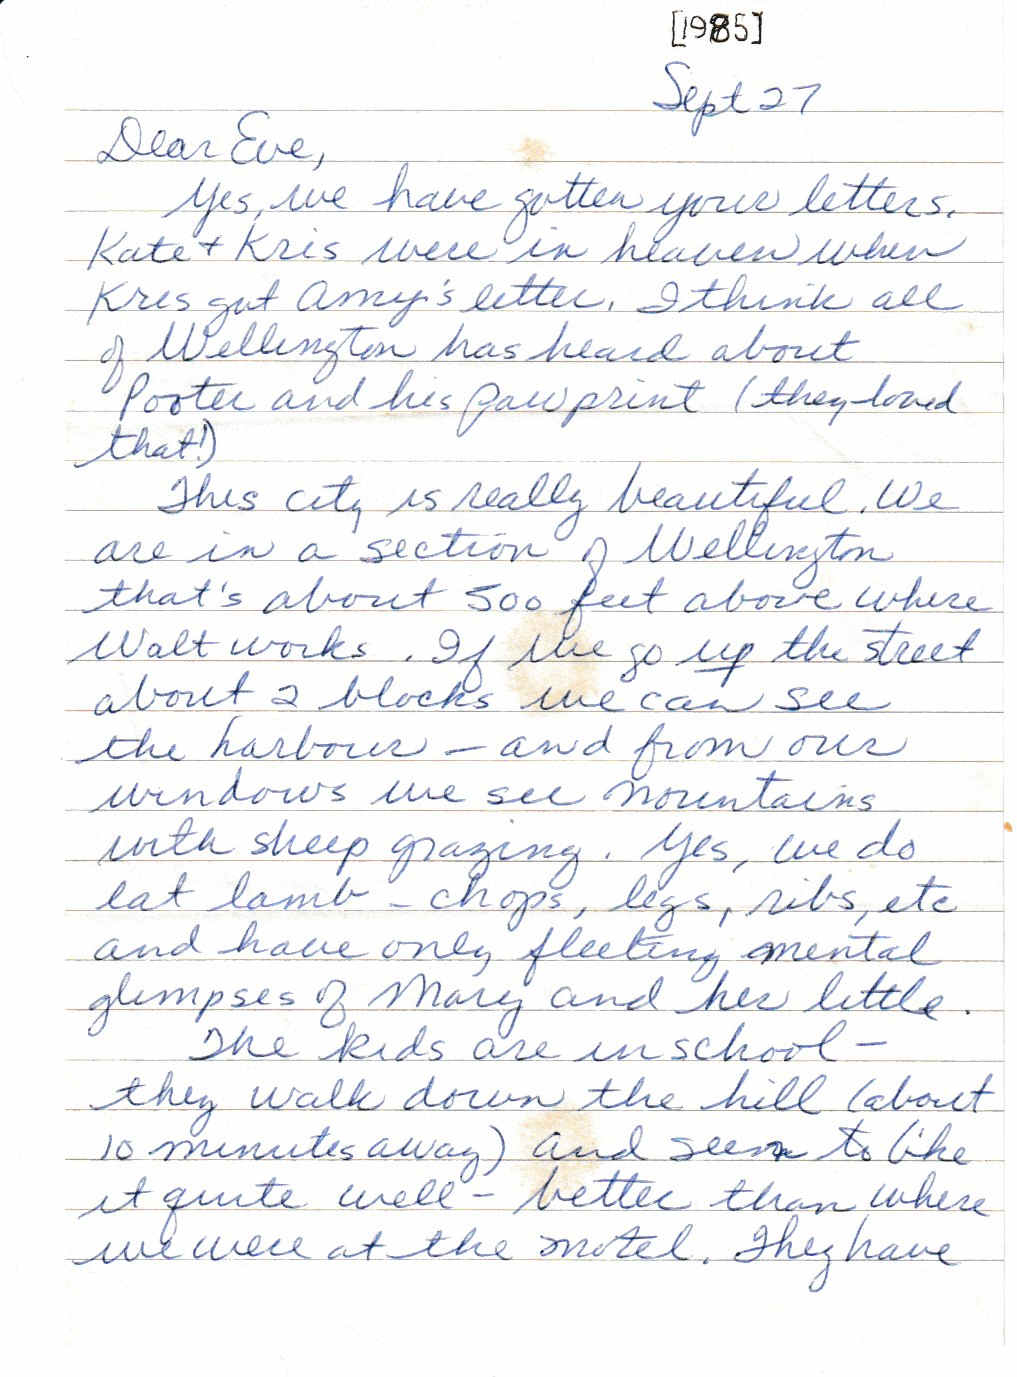 [1985]
Sept 27
Dear Eve,
Yes, we have gotten your letters.
Kate + Kris were in heaven when
Kris got Amy's letter. I think all
of Wellington has heard about
Pooter and his pawprint (they loved
that!)
This city is really beautiful. We
are in a section of Wellington
that's about 500 feet above where
Walt works. If we go up the street
about 2 blocks we can see
the harbour - and from our
windows we see mountains
with sheep grazing. Yes, we do
eat lamb - chops, legs, ribs, etc
and have only fleeting mental
glimpses of Mary and her little.
The kids are in school -
they walk down the hill (about
10 minutes away) and seem to like
it quite well - better than where
we were at the motel. They have